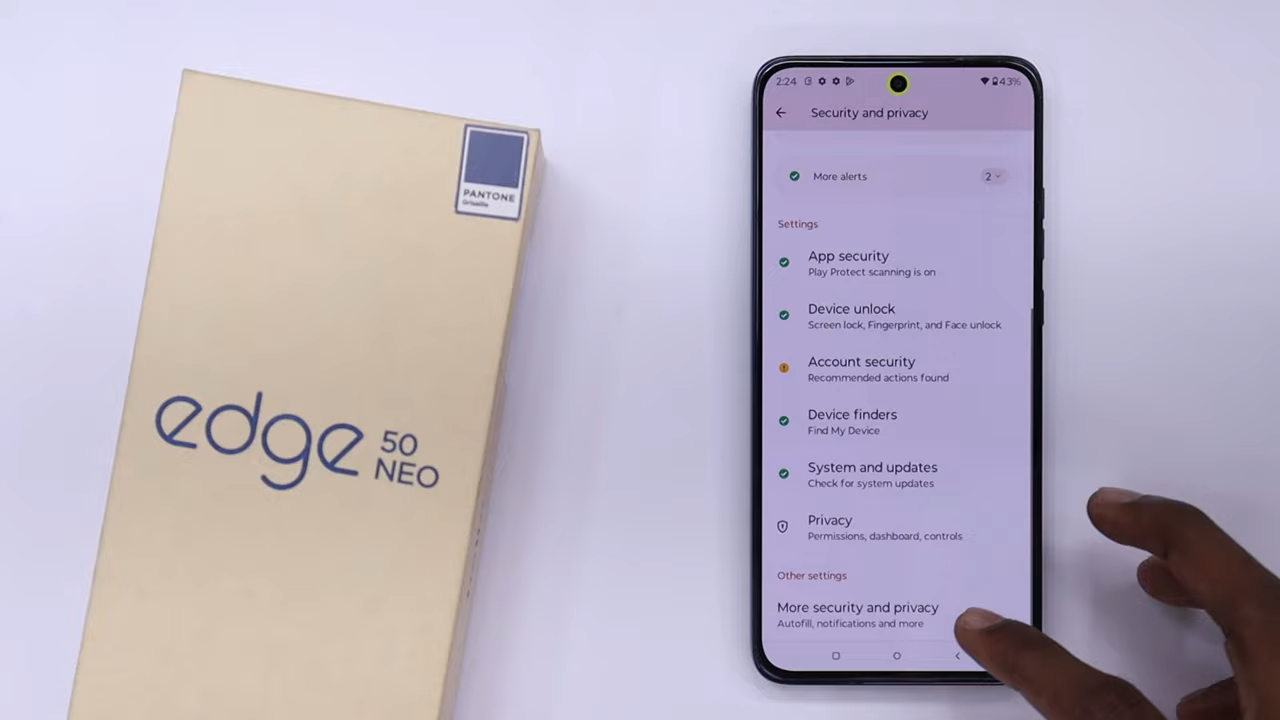 PANTONE
Grisaille
edge 50 NEO
2:24
43%
Security and privacy
More alerts
2
Settings
App security
Play Protect scanning is on
Device unlock
Screen lock, Fingerprint, and Face unlock
Account security
Recommended actions found
Device finders
Find My Device
System and updates
Check for system updates
Privacy
Permissions, dashboard, controls
Other settings
More security and privacy
Autofill, notifications and more